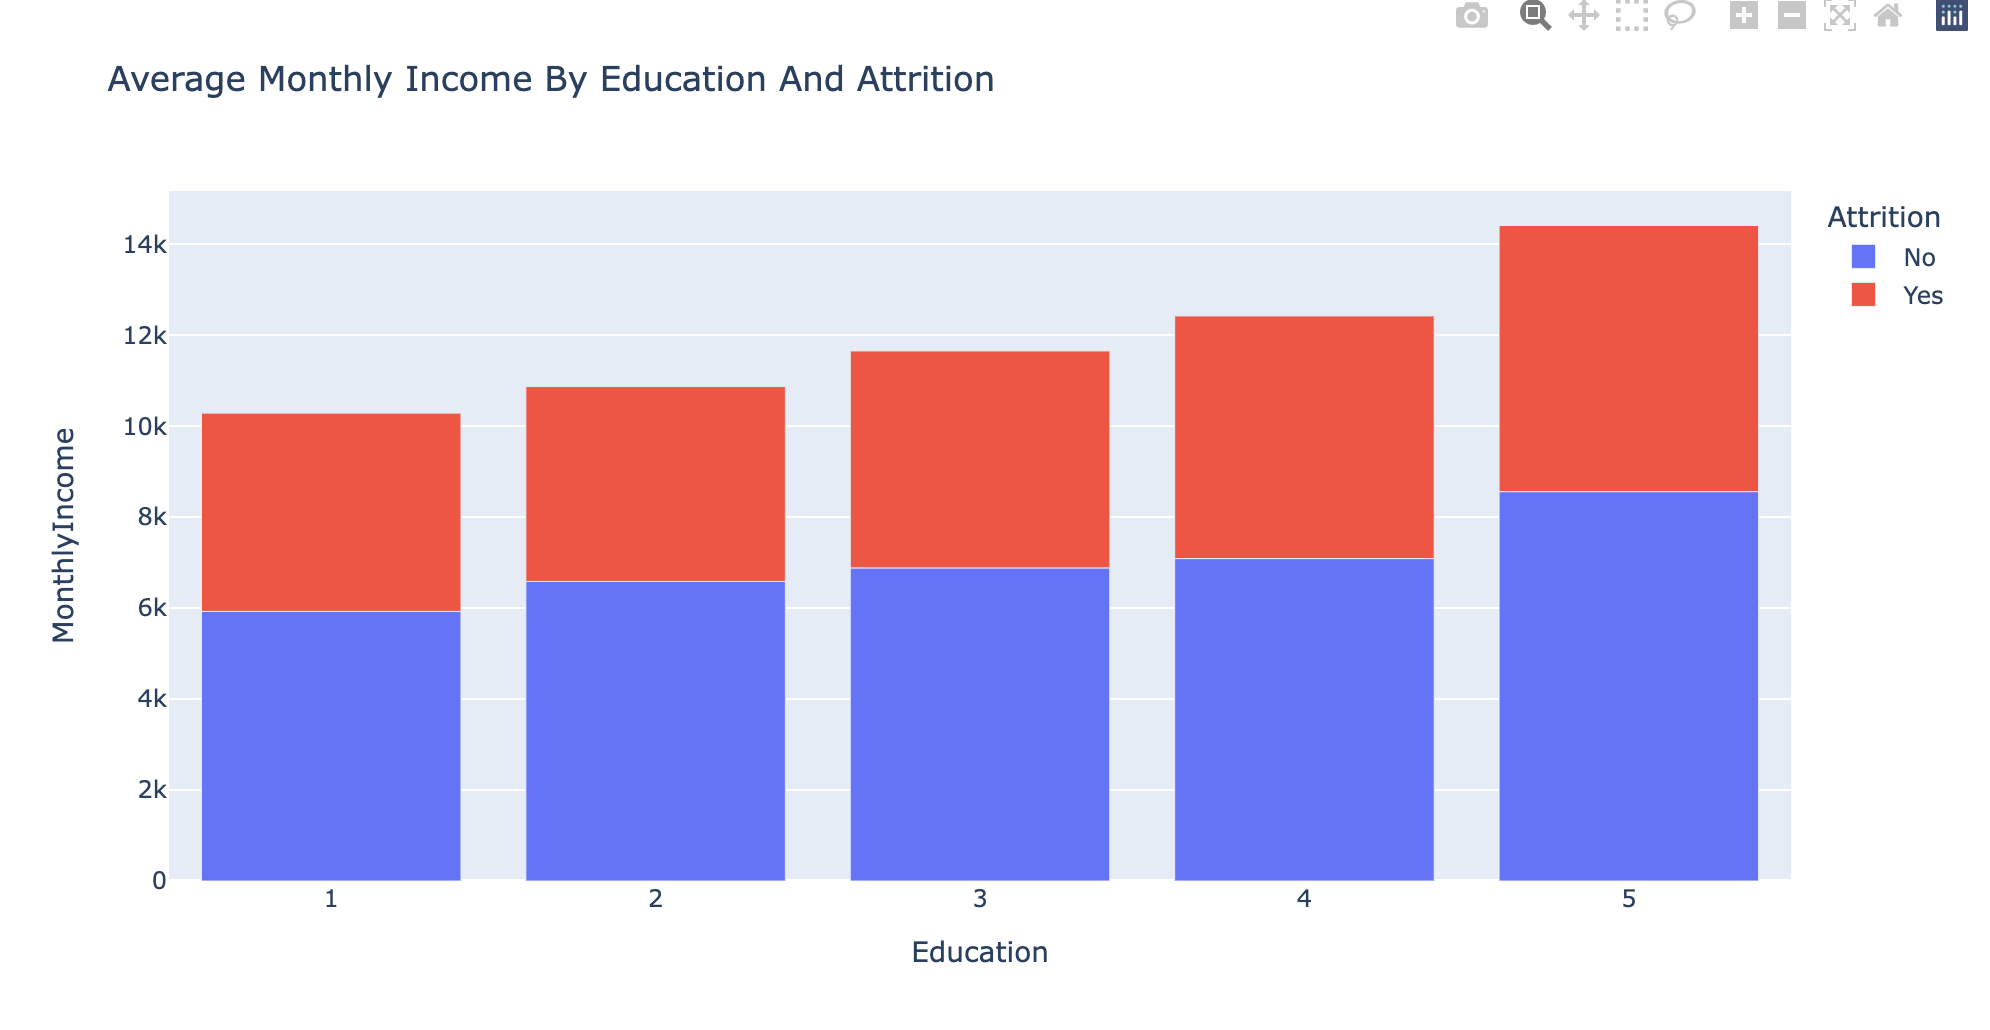 Average Monthly Income By Education And Attrition
Attrition
No
Yes
14k
12k
10k
8k
6k
4k
2k
0
MonthlyIncome
1 2 3 4 5
Education